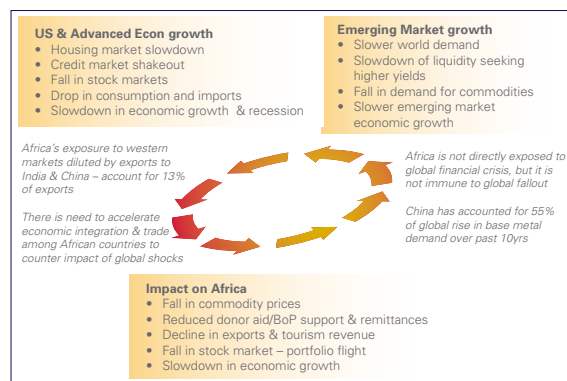 US & Advanced Econ growth
• Housing market slowdown
• Credit market shakeout
• Fall in stock markets
• Drop in consumption and imports
• Slowdown in economic growth & recession
Emerging Market growth
• Slower world demand
• Slowdown of liquidity seeking
higher yields
• Fall in demand for commodities
• Slower emerging market
economic growth
Africa's exposure to western
markets diluted by exports to
India & China – account for 13%
of exports
There is need to accelerate
economic integration & trade
among African countries to
counter impact of global shocks
Africa is not directly exposed to
global financial crisis, but it is
not immune to global fallout
China has accounted for 55%
of global rise in base metal
demand over past 10yrs
Impact on Africa
• Fall in commodity prices
• Reduced donor aid/BoP support & remittances
• Decline in exports & tourism revenue
• Fall in stock market – portfolio flight
• Slowdown in economic growth